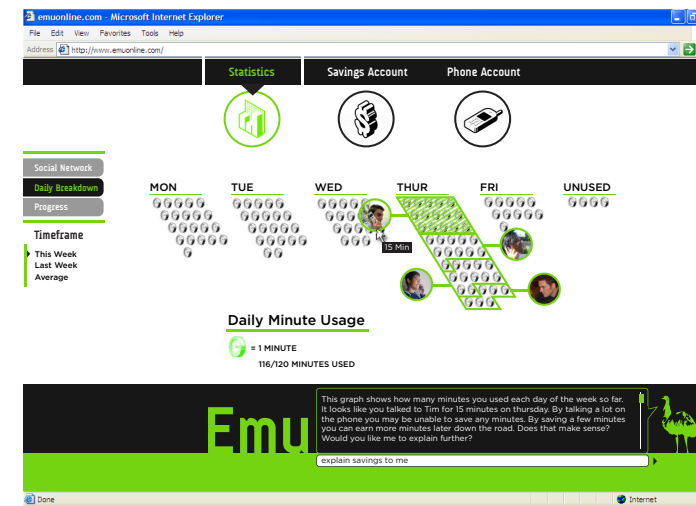 emuonline.com - Microsoft Internet Explorer
File Edit View Favorites Tools Help
Address http://www.emuonline.com/
Statistics Savings Account Phone Account
Social Network
Daily Breakdown
Progress
Timeframe
This Week
Last Week
Average
MON TUE WED THUR FRI UNUSED
15 Min
Daily Minute Usage
= 1 MINUTE
116/120 MINUTES USED
Emu
This graph shows how many minutes you used each day of the week so far.
It looks like you talked to Tim for 15 minutes on thursday. By talking a lot on
the phone you may be unable to save any minutes. By saving a few minutes
you can earn more minutes later down the road. Does that make sense?
Would you like me to explain further?
explain savings to me
Done Internet